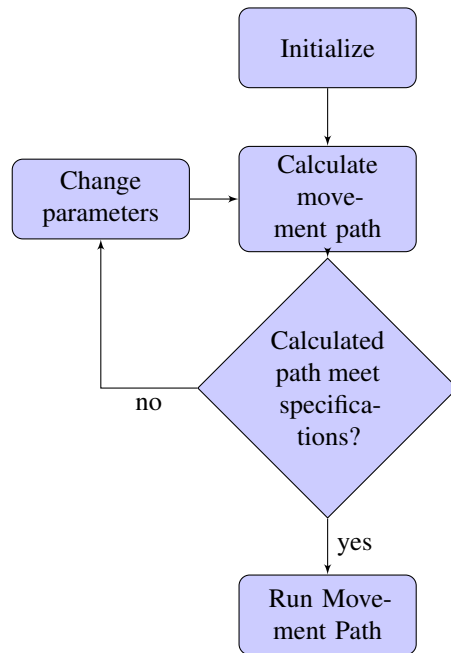 Initialize
Calculate
move-
ment path
Change
parameters
Calculated
path meet
specifica-
tions?
no
yes
Run Move-
ment Path